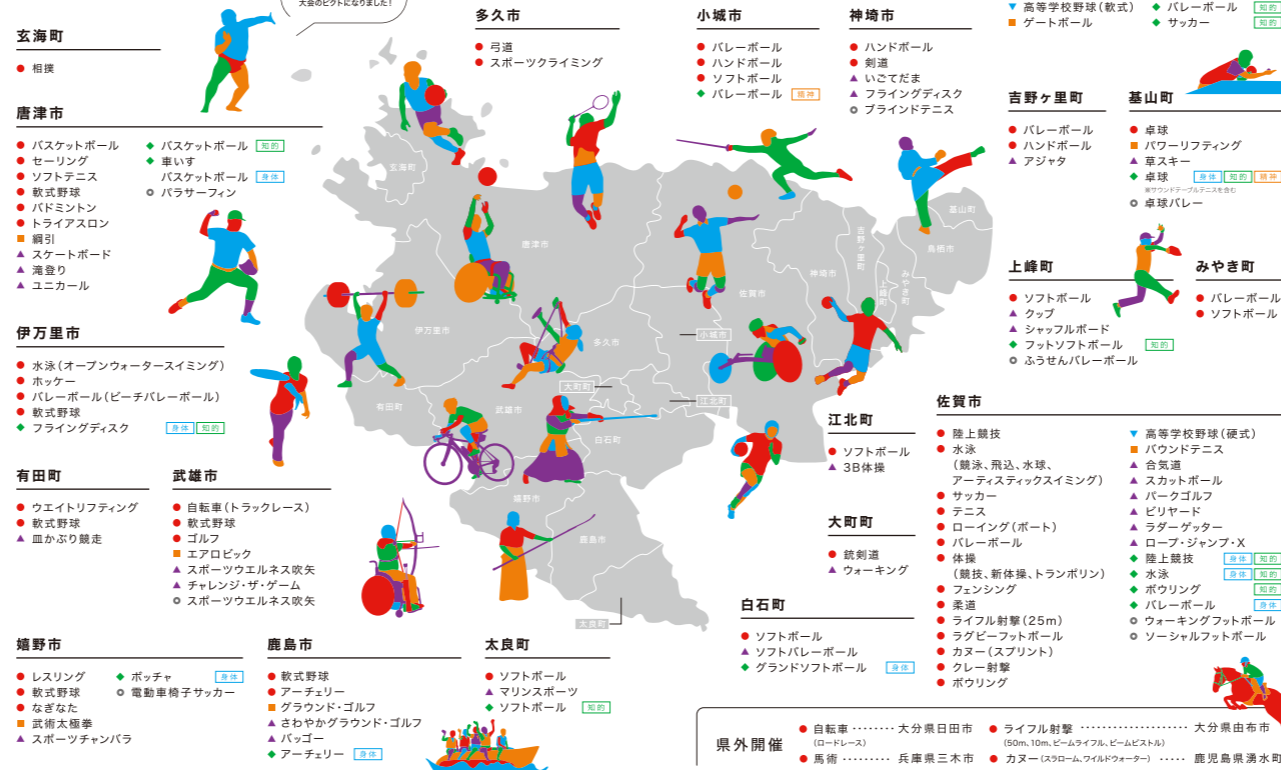 大会のピクトになりました!
玄海町
● 相撲
唐津市
● バスケットボール
● セーリング
● ソフトテニス
● 軟式野球
● バドミントン
● トライアスロン
■ 綱引
▲ スケートボード
▲ 滝登り
▲ ユニカール
◆ バスケットボール 知的
◆ 車いす
バスケットボール 身体
○ パラサーフィン
伊万里市
● 水泳(オープンウォータースイミング)
● ホッケー
● バレーボール(ビーチバレーボール)
● 軟式野球
◆ フライングディスク 身体 知的
有田町
● ウエイトリフティング
● 軟式野球
▲ 皿かぶり競走
武雄市
● 自転車(トラックレース)
● 軟式野球
● ゴルフ
■ エアロビック
▲ スポーツウエルネス吹矢
▲ チャレンジ・ザ・ゲーム
○ スポーツウエルネス吹矢
嬉野市
● レスリング
● 軟式野球
● なぎなた
■ 武術太極拳
▲ スポーツチャンバラ
◆ ボッチャ 身体
○ 電動車椅子サッカー
鹿島市
● 軟式野球
● アーチェリー
■ グラウンド・ゴルフ
▲ さわやかグラウンド・ゴルフ
▲ バッゴー
◆ アーチェリー 身体
太良町
● ソフトボール
▲ マリンスポーツ
◆ ソフトボール 知的
多久市
● 弓道
● スポーツクライミング
小城市
● バレーボール
● ハンドボール
● ソフトボール
◆ バレーボール 精神
神埼市
● ハンドボール
● 剣道
▲ いごてだま
▲ フライングディスク
○ ブラインドテニス
▼ 高等学校野球(軟式)
■ ゲートボール
◆ バレーボール 知的
◆ サッカー 知的
吉野ヶ里町
● バレーボール
● ハンドボール
▲ アジャタ
基山町
● 卓球
■ パワーリフティング
▲ 草スキー
◆ 卓球 身体 知的 精神
※サウンドテーブルテニスを含む
○ 卓球バレー
上峰町
● ソフトボール
▲ クッブ
▲ シャッフルボード
◆ フットソフトボール 知的
○ ふうせんバレーボール
みやき町
● バレーボール
● ソフトボール
玄海町
唐津市
伊万里市
有田町
武雄市
多久市
大町町
江北町
小城市
白石町
嬉野市
鹿島市
太良町
佐賀市
神埼市
吉野ヶ里町
上峰町
みやき町
鳥栖市
基山町
江北町
● ソフトボール
▲ 3B体操
大町町
● 銃剣道
▲ ウォーキング
白石町
● ソフトボール
▲ ソフトバレーボール
◆ グランドソフトボール 身体
佐賀市
● 陸上競技
● 水泳
(競泳、飛込、水球、
アーティスティックスイミング)
● サッカー
● テニス
● ローイング(ボート)
● バレーボール
● 体操
(競技、新体操、トランポリン)
● フェンシング
● 柔道
● ライフル射撃(25m)
● ラグビーフットボール
● カヌー(スプリント)
● クレー射撃
● ボウリング
▼ 高等学校野球(硬式)
■ バウンドテニス
▲ 合気道
▲ スカットボール
▲ パークゴルフ
▲ ビリヤード
▲ ラダーゲッター
▲ ロープ・ジャンプ・X
◆ 陸上競技 身体 知的
◆ 水泳 身体 知的
◆ ボウリング 知的
◆ バレーボール 身体
○ ウォーキングフットボール
○ ソーシャルフットボール
県外開催
● 自転車 ········ 大分県日田市
(ロードレース)
● 馬術 ········· 兵庫県三木市
● ライフル射撃 ···················· 大分県由布市
(50m、10m、ビームライフル、ビームピストル)
● カヌー(スラローム、ワイルドウォーター) ····· 鹿児島県湧水町